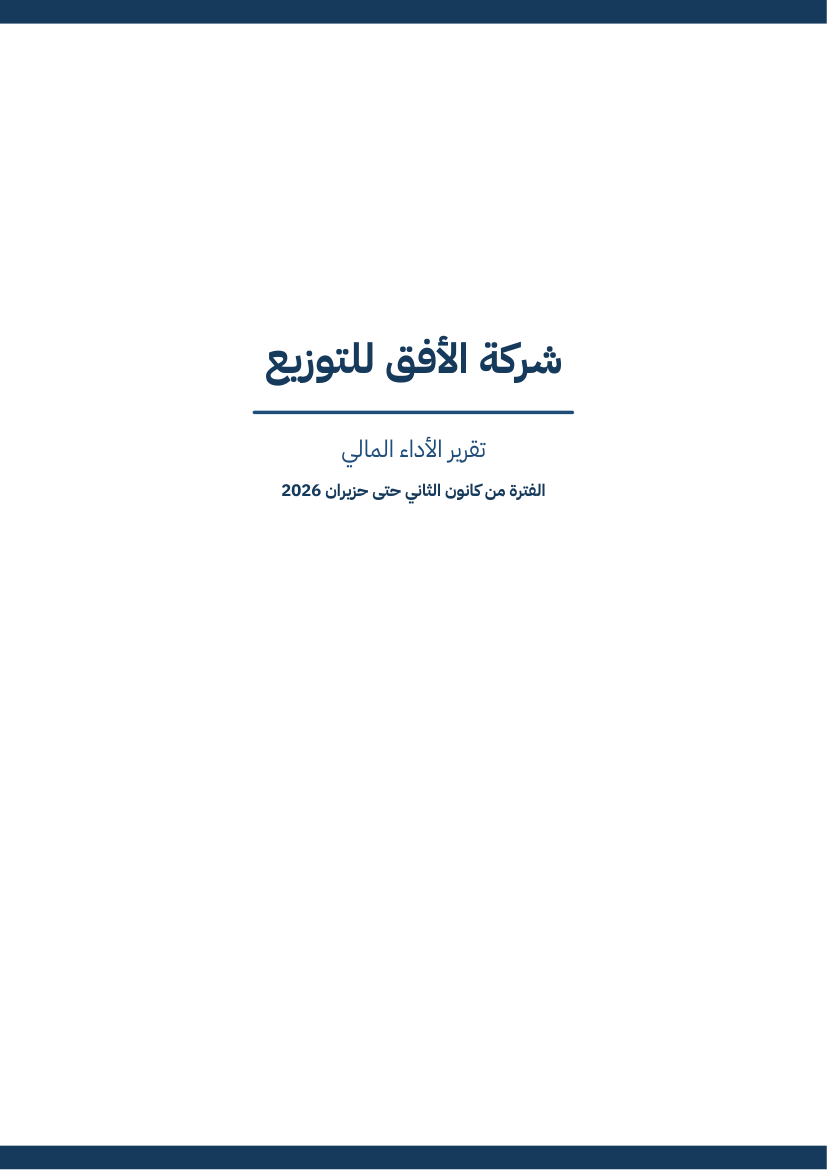 شركة الأفق للتوزيع
تقرير الأداء المالي
الفترة من كانون الثاني حتى حزيران 2026